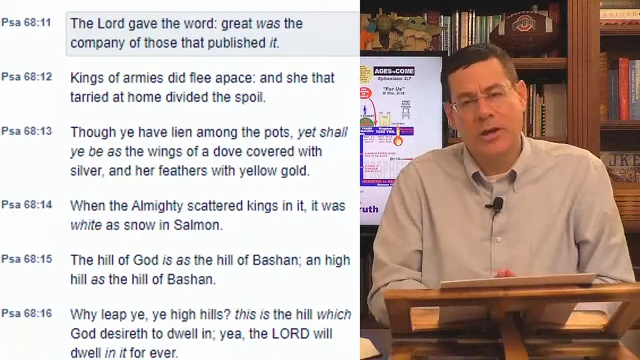 Psa 68:11 The Lord gave the word: great was the
company of those that published it.
Psa 68:12 Kings of armies did flee apace: and she that
tarried at home divided the spoil.
Psa 68:13 Though ye have lien among the pots, yet shall
ye be as the wings of a dove covered with
silver, and her feathers with yellow gold.
Psa 68:14 When the Almighty scattered kings in it, it was
white as snow in Salmon.
Psa 68:15 The hill of God is as the hill of Bashan; an high
hill as the hill of Bashan.
Psa 68:16 Why leap ye, ye high hills? this is the hill which
God desireth to dwell in; yea, the LORD will
dwell in it for ever.
AGES to COME
Ephesians 2:7
"For Us"
Truth